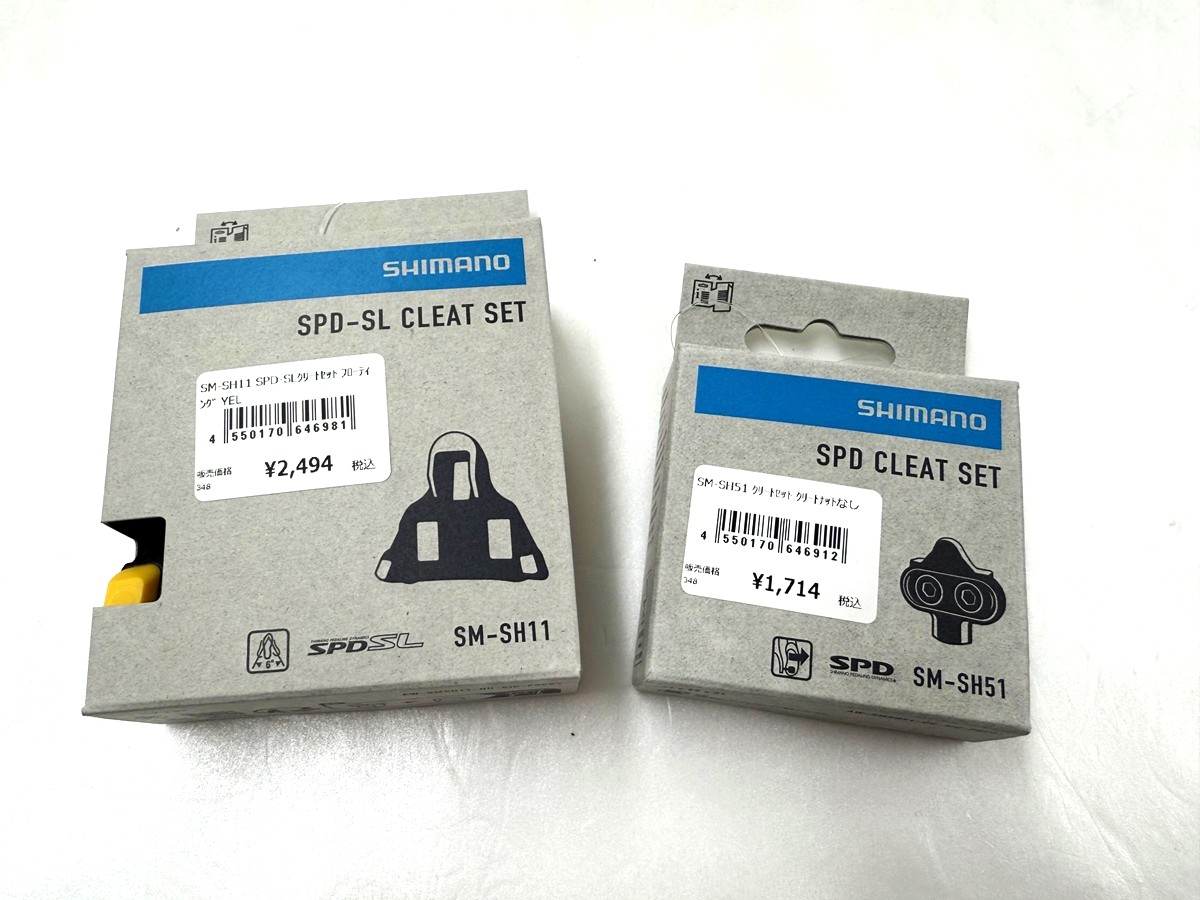 SHIMANO
SPD-SL CLEAT SET
SM-SH11 SPD-SLｸﾘｰﾄｾｯﾄ ﾌﾛｰﾃｨ
ﾝｸﾞ YEL
4 550170 646981
販売価格
¥2,494 税込
348
6°
SPD-SL
SM-SH11
SHIMANO
SPD CLEAT SET
SM-SH51 ｸﾘｰﾄｾｯﾄ ｸﾘｰﾄﾅｯﾄなし
4 550170 646912
販売価格
¥1,714 税込
348
SPD
SHIMANO PEDALING DYNAMICS
SM-SH51